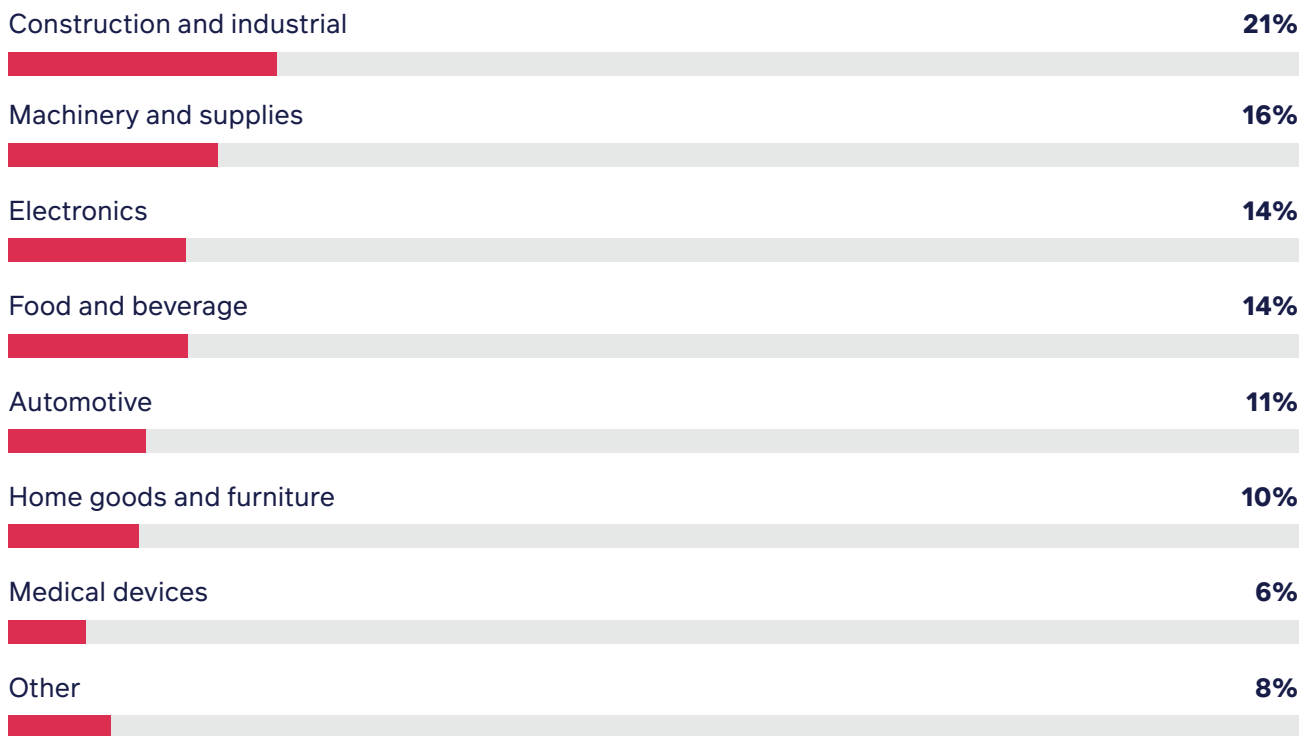 Construction and industrial 21%
Machinery and supplies 16%
Electronics 14%
Food and beverage 14%
Automotive 11%
Home goods and furniture 10%
Medical devices 6%
Other 8%